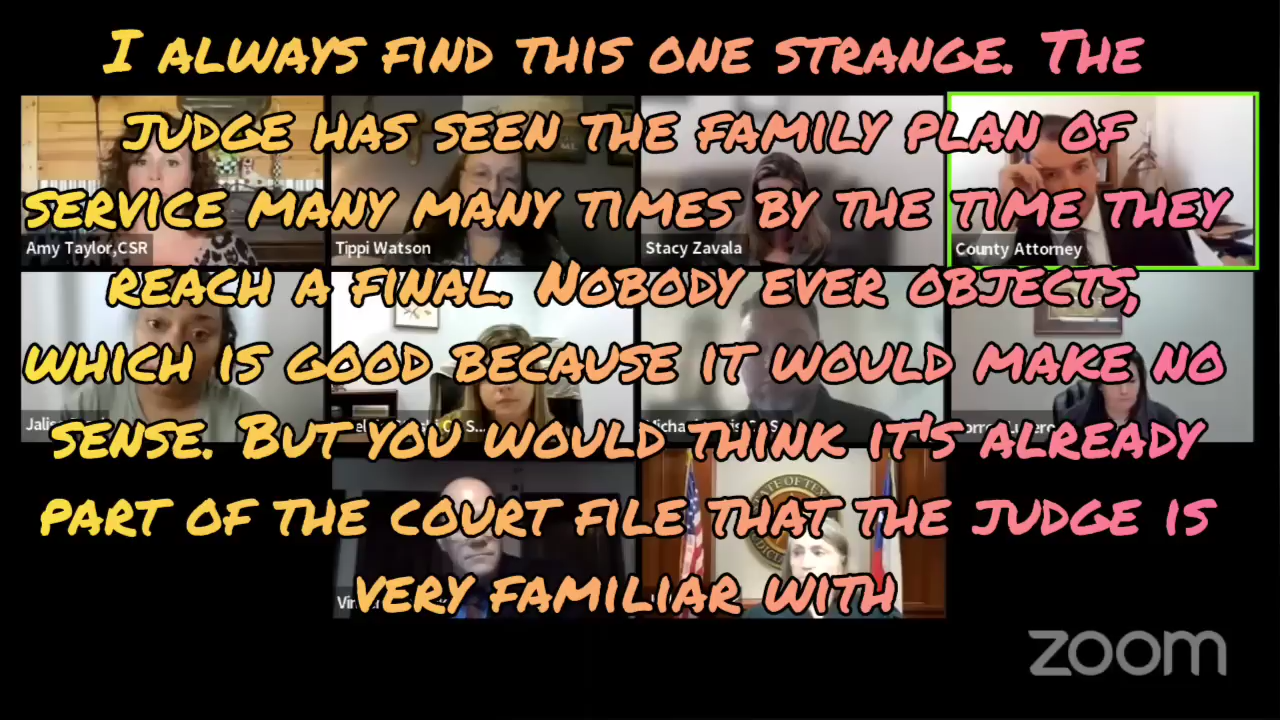 I ALWAYS FIND THIS ONE STRANGE. THE
JUDGE HAS SEEN THE FAMILY PLAN OF
SERVICE MANY MANY TIMES BY THE TIME THEY
Amy Taylor,CSR
Tippi Watson
Stacy Zavala
County Attorney
REACH A FINAL. NOBODY EVER OBJECTS,
WHICH IS GOOD BECAUSE IT WOULD MAKE NO
SENSE. BUT YOU WOULD THINK IT'S ALREADY
PART OF THE COURT FILE THAT THE JUDGE IS
VERY FAMILIAR WITH
zoom